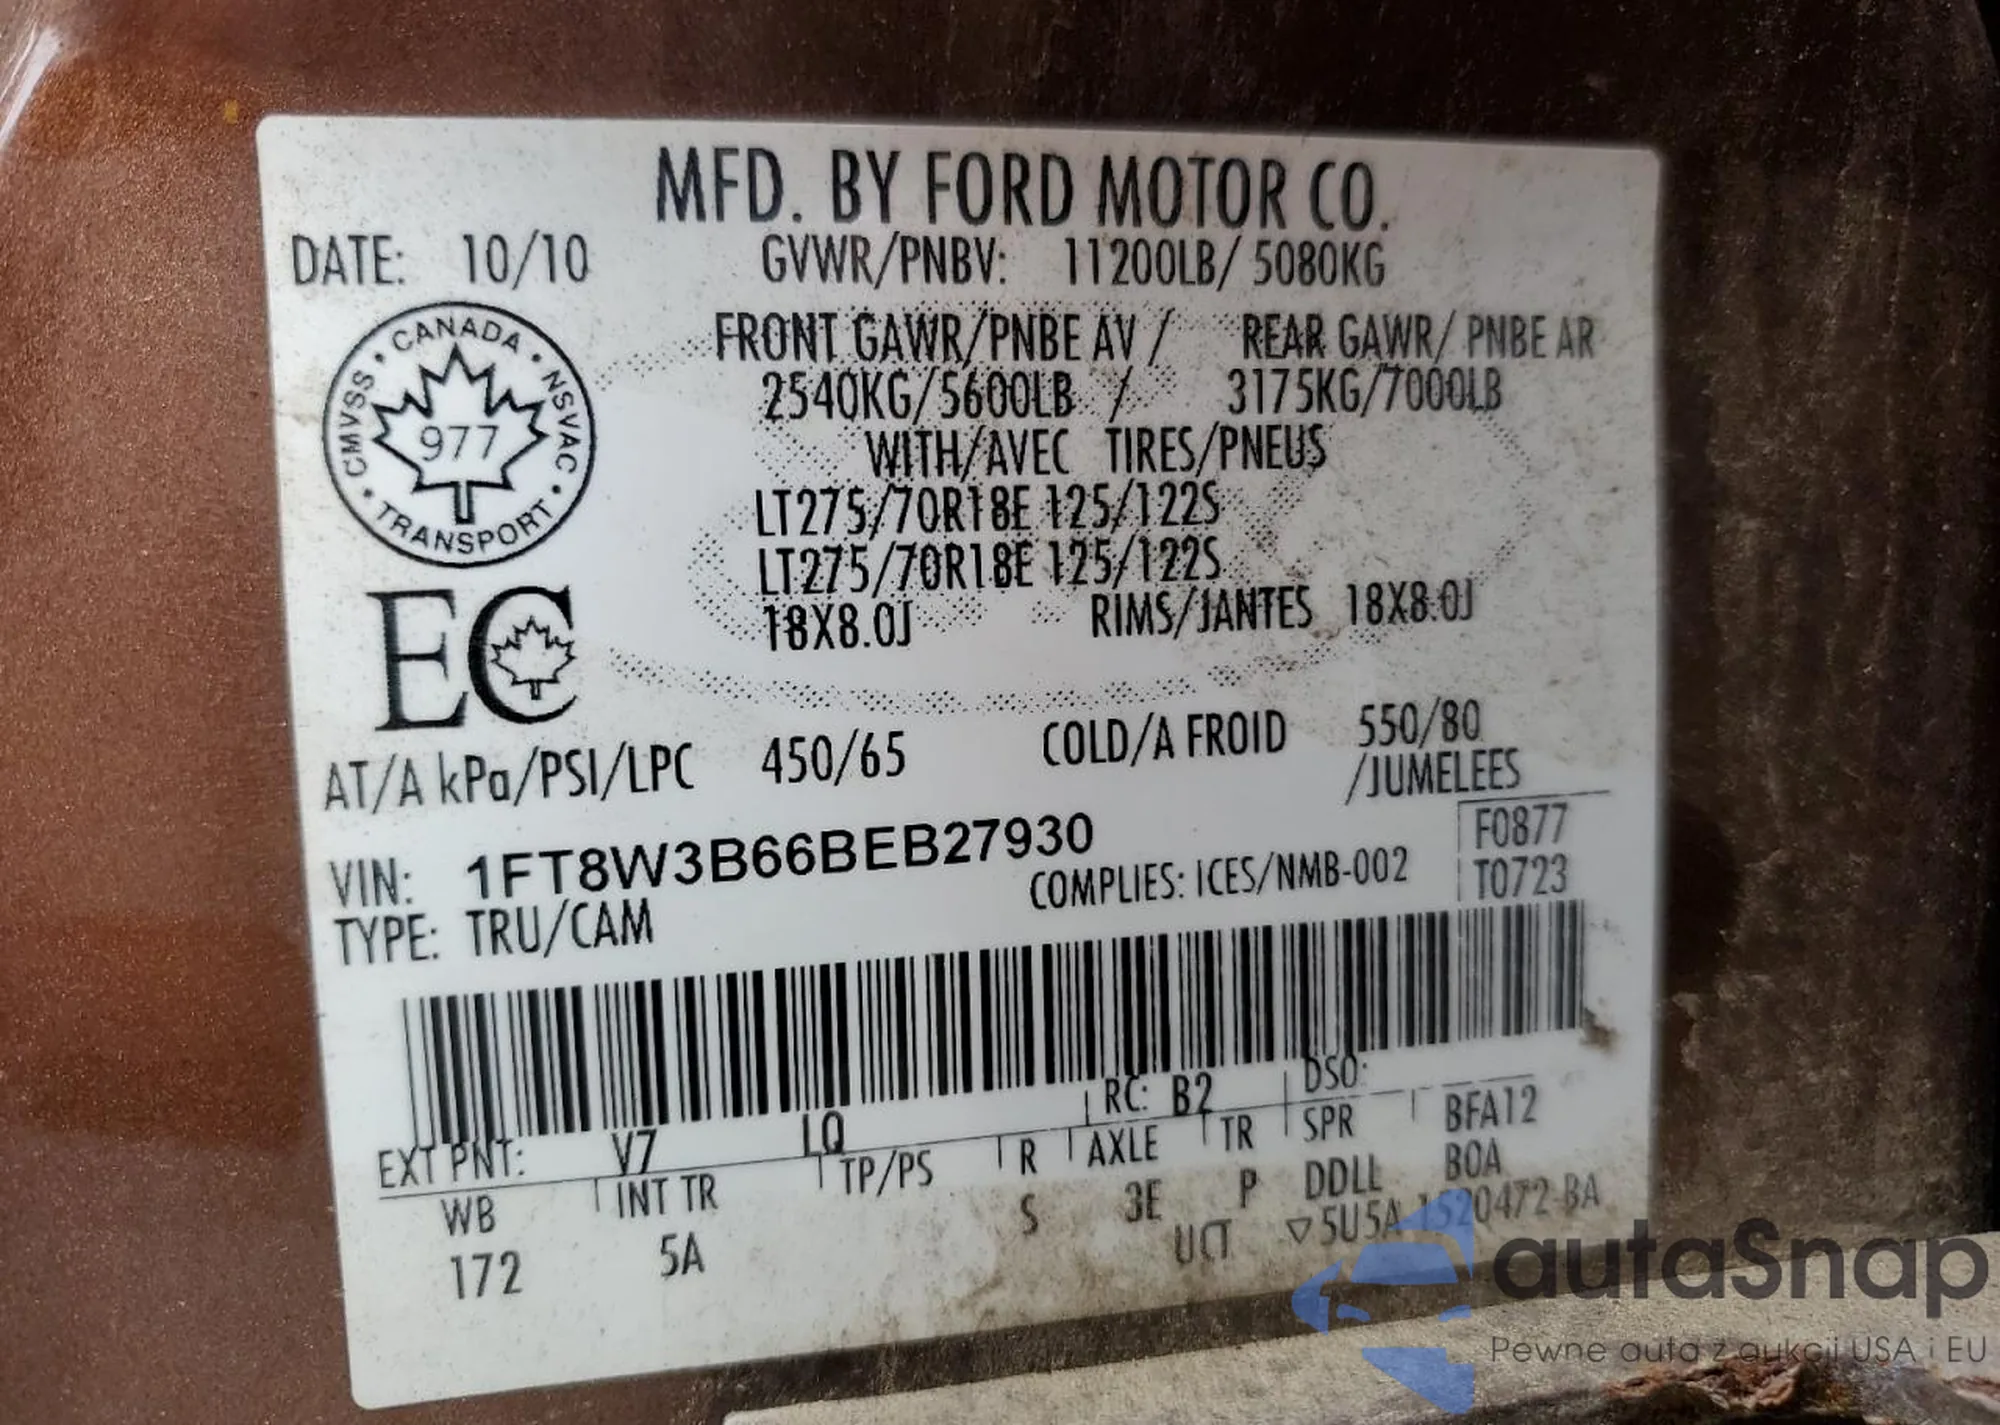 MFD. BY FORD MOTOR CO.
DATE: 10/10 GVWR/PNBV: 11200LB/ 5080KG
FRONT GAWR/PNBE AV / REAR GAWR/ PNBE AR
2540KG/5600LB / 3175KG/7000LB
WITH/AVEC TIRES/PNEUS
LT275/70R18E 125/122S
LT275/70R18E 125/122S
18X8.0J RIMS/JANTES 18X8.0J
CANADA • NSVAC • TRANSPORT • CMVSS •
977
EC
AT/A kPa/PSI/LPC 450/65 COLD/A FROID 550/80
/JUMELEES
VIN: 1FT8W3B66BEB27930
F0877
TYPE: TRU/CAM COMPLIES: ICES/NMB-002 T0723
RC: B2 DSO:
EXT PNT: V7 LQ
WB INT TR TP/PS R AXLE TR SPR BFA12
172 5A S 3E P DDLL BOA
UCT ▽5U5A-1520472-BA
autaSnap
Pewne auta z aukcji USA i EU